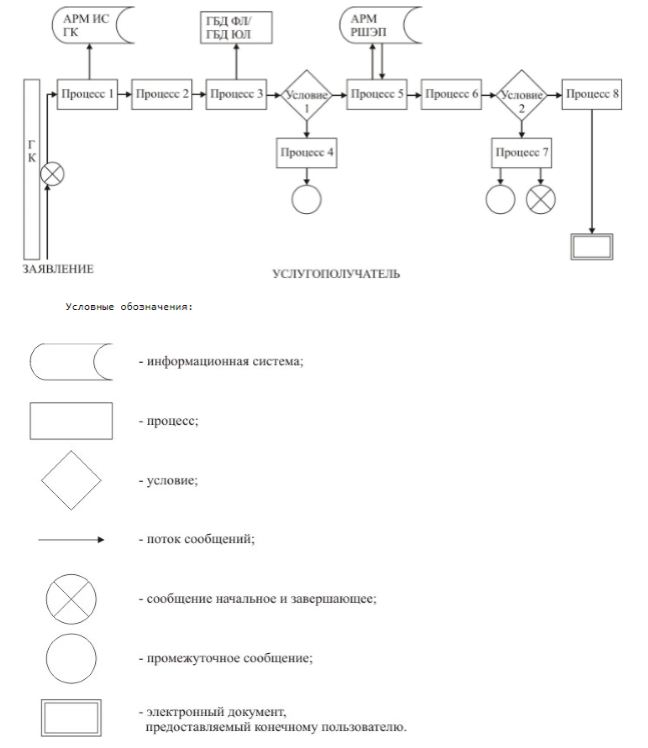 АРМ ИС
ГК
ГБД ФЛ/
ГБД ЮЛ
АРМ
РШЭП
Процесс 1
Процесс 2
Процесс 3
Условие
1
Процесс 5
Процесс 6
Условие
2
Процесс 8
Г
К
Процесс 4
Процесс 7
ЗАЯВЛЕНИЕ
УСЛУГОПОЛУЧАТЕЛЬ
Условные обозначения:
- информационная система;
- процесс;
- условие;
- поток сообщений;
- сообщение начальное и завершающее;
- промежуточное сообщение;
- электронный документ,
предоставляемый конечному пользователю.